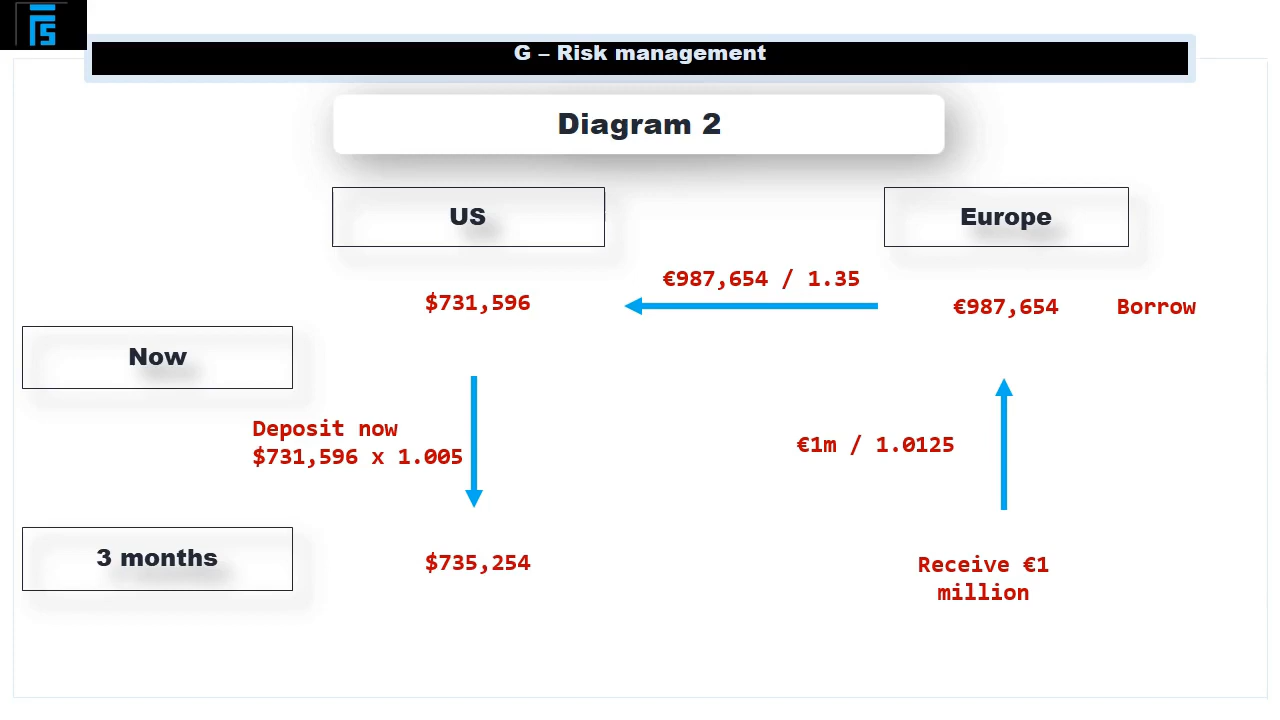 FS
G – Risk management
Diagram 2
US
Europe
€987,654 / 1.35
$731,596
€987,654
Borrow
Now
Deposit now
$731,596 x 1.005
€1m / 1.0125
3 months
$735,254
Receive €1
million